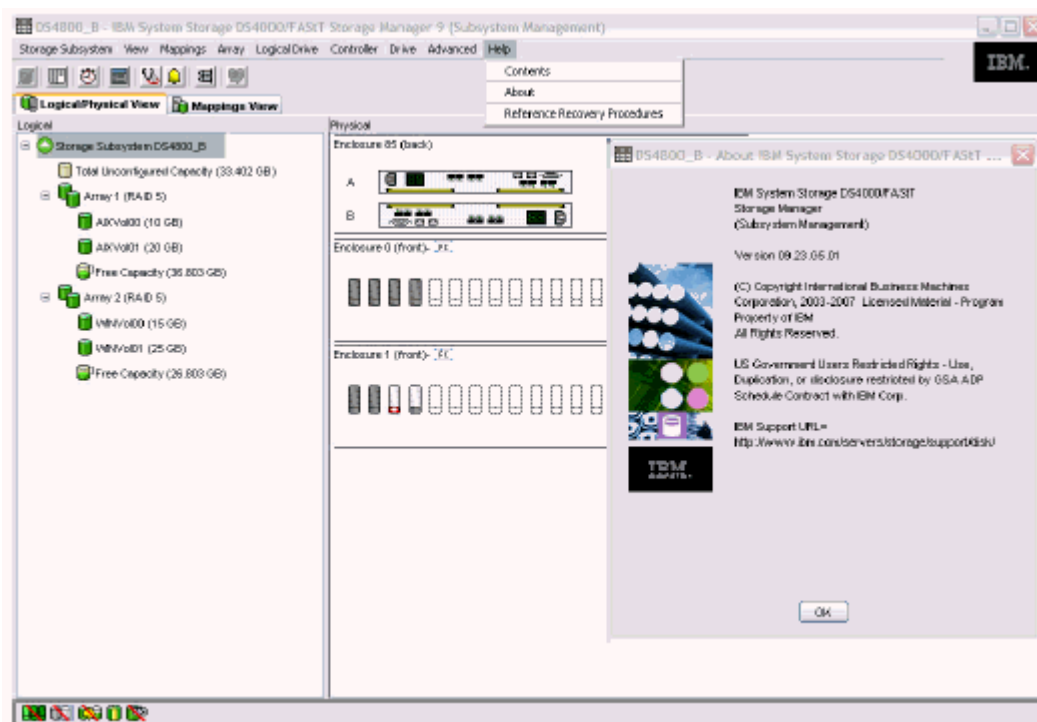 DS4800_B - IBM System Storage DS4000/FAStT Storage Manager 9 (Subsystem Management)
Storage Subsystem View Mappings Array Logical Drive Controller Drive Advanced Help
IBM.
Contents
About
Reference Recovery Procedures
Logical/Physical View Mappings View
Logical
Storage Subsystem DS4800_B
Total Unconfigured Capacity (33.402 GB)
Array 1 (RAID 5)
AIXVol00 (10 GB)
AIXVol01 (20 GB)
Free Capacity (36.803 GB)
Array 2 (RAID 5)
WINVol00 (15 GB)
WINVol01 (25 GB)
Free Capacity (26.803 GB)
Physical
Enclosure 85 (back)
A
B
Enclosure 0 (front)-
Enclosure 1 (front)-
DS4800_B - About IBM System Storage DS4000/FAStT ...
IBM System Storage DS4000/FAStT
Storage Manager
(Subsystem Management)
Version 09.23.G5.01
(C) Copyright International Business Machines
Corporation, 2003-2007 Licensed Material - Program
Property of IBM
All Rights Reserved.
US Government Users Restricted Rights - Use,
Duplication, or disclosure restricted by GSA ADP
Schedule Contract with IBM Corp.
IBM Support URL=
http://www.ibm.com/servers/storage/support/disk/
IBM.
OK